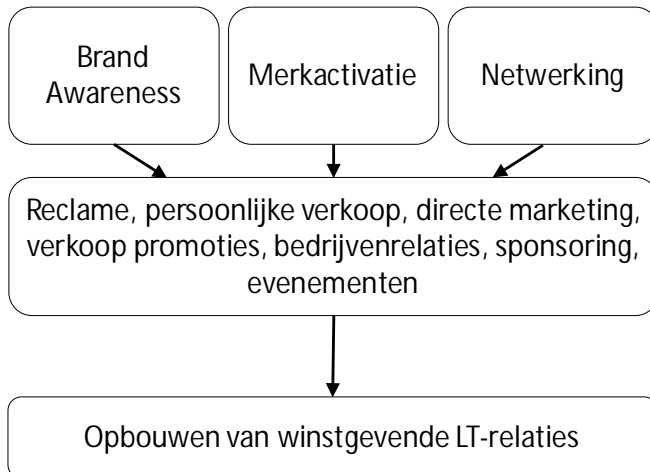 Brand
Awareness
Merkactivatie
Netwerking
Reclame, persoonlijke verkoop, directe marketing,
verkoop promoties, bedrijvenrelaties, sponsoring,
evenementen
Opbouwen van winstgevende LT-relaties